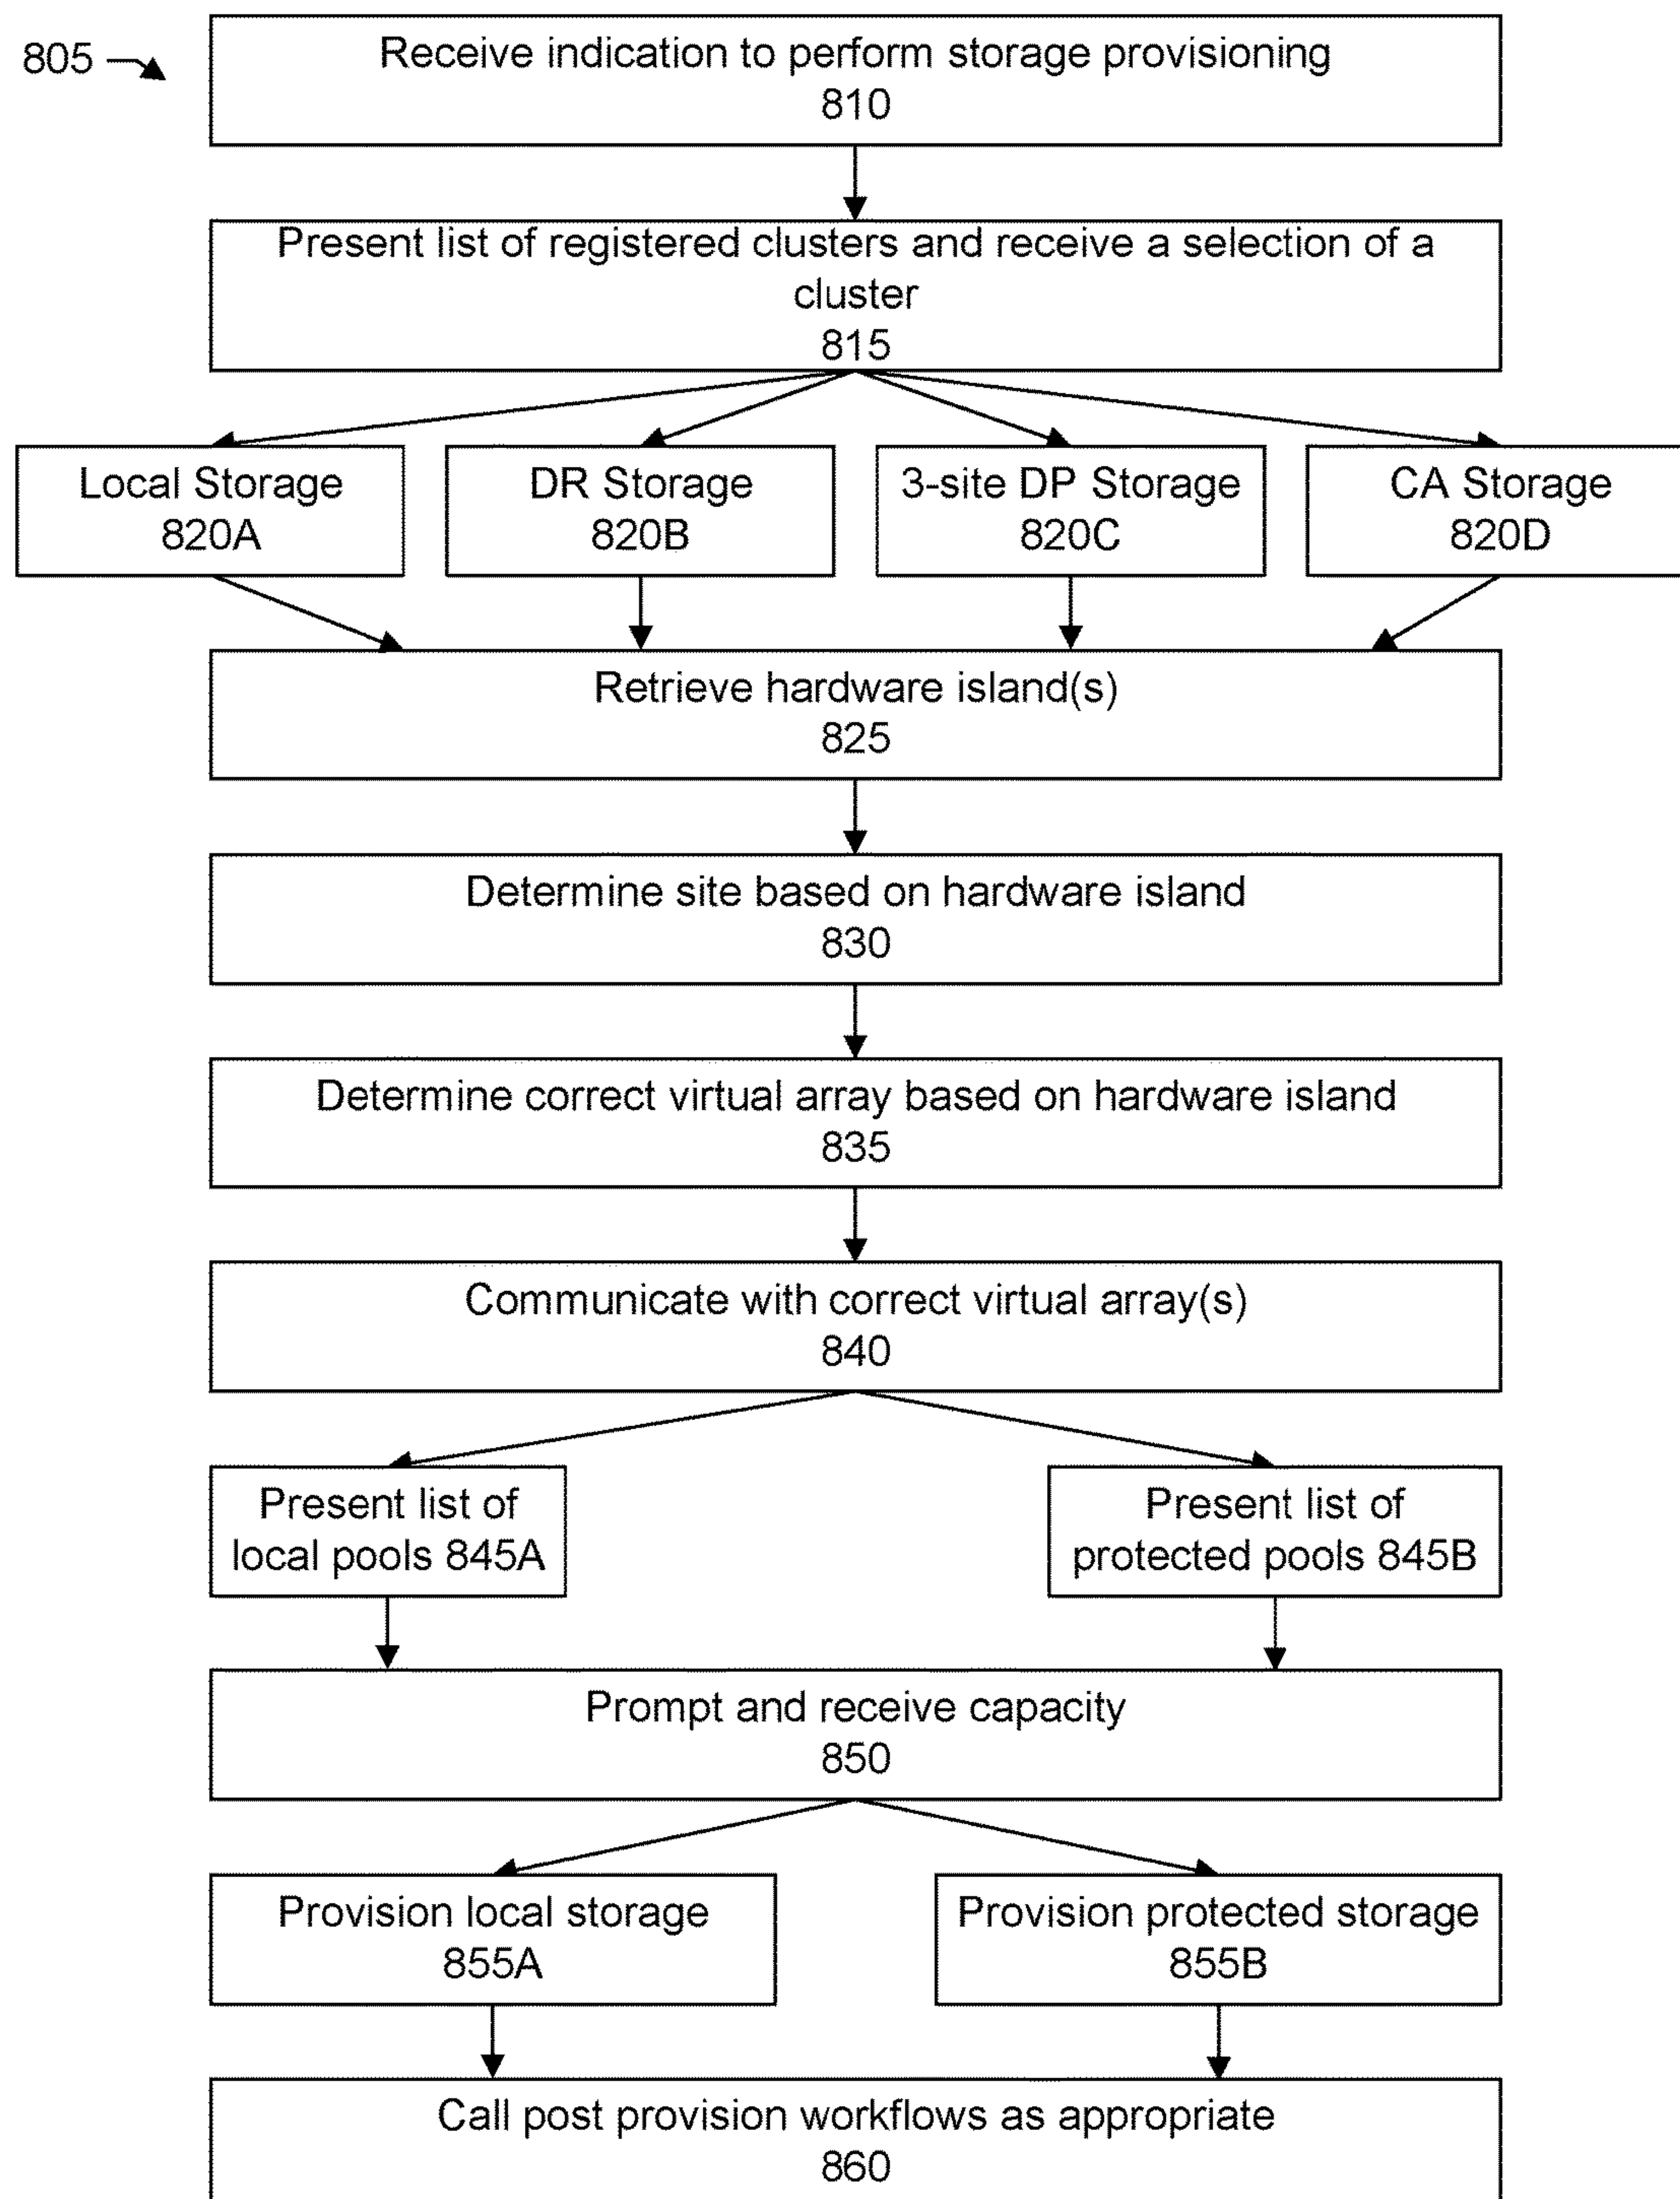 805
Receive indication to perform storage provisioning
810
Present list of registered clusters and receive a selection of a
cluster
815
Local Storage
820A
DR Storage
820B
3-site DP Storage
820C
CA Storage
820D
Retrieve hardware island(s)
825
Determine site based on hardware island
830
Determine correct virtual array based on hardware island
835
Communicate with correct virtual array(s)
840
Present list of
local pools 845A
Present list of
protected pools 845B
Prompt and receive capacity
850
Provision local storage
855A
Provision protected storage
855B
Call post provision workflows as appropriate
860